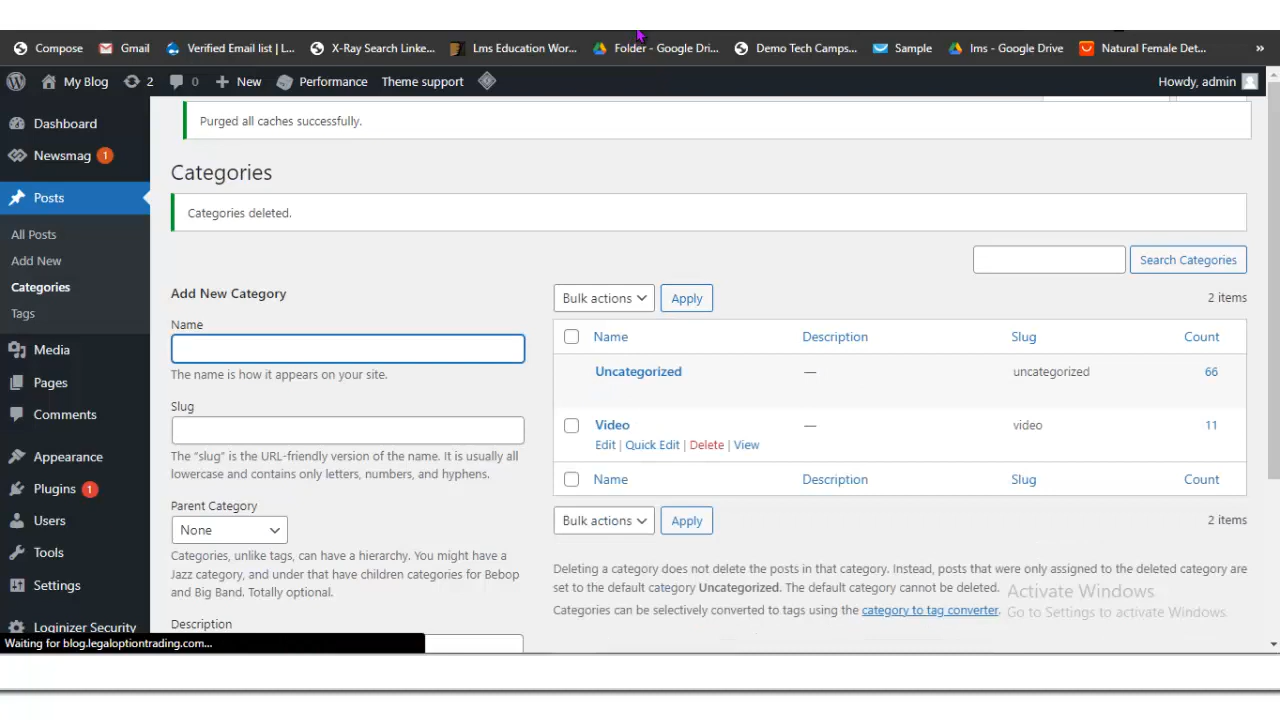 Compose Gmail Verified Email list | L... X-Ray Search Linke... Lms Education Wor... Folder - Google Dri... Demo Tech Camps... Sample lms - Google Drive Natural Female Det... »
My Blog 2 0 + New Performance Theme support Howdy, admin
Dashboard
Newsmag 1
Posts
All Posts
Add New
Categories
Tags
Media
Pages
Comments
Appearance
Plugins 1
Users
Tools
Settings
Loginizer Security
Purged all caches successfully.
Categories
Categories deleted.
Search Categories
Add New Category
Name
The name is how it appears on your site.
Slug
The “slug” is the URL-friendly version of the name. It is usually all
lowercase and contains only letters, numbers, and hyphens.
Parent Category
None
Categories, unlike tags, can have a hierarchy. You might have a
Jazz category, and under that have children categories for Bebop
and Big Band. Totally optional.
Description
Bulk actions Apply 2 items
Name Description Slug Count
Uncategorized — uncategorized 66
Video — video 11
Edit | Quick Edit | Delete | View
Name Description Slug Count
Bulk actions Apply 2 items
Deleting a category does not delete the posts in that category. Instead, posts that were only assigned to the deleted category are
set to the default category Uncategorized. The default category cannot be deleted.
Categories can be selectively converted to tags using the category to tag converter.
Activate Windows
Go to Settings to activate Windows.
Waiting for blog.legaloptiontrading.com...